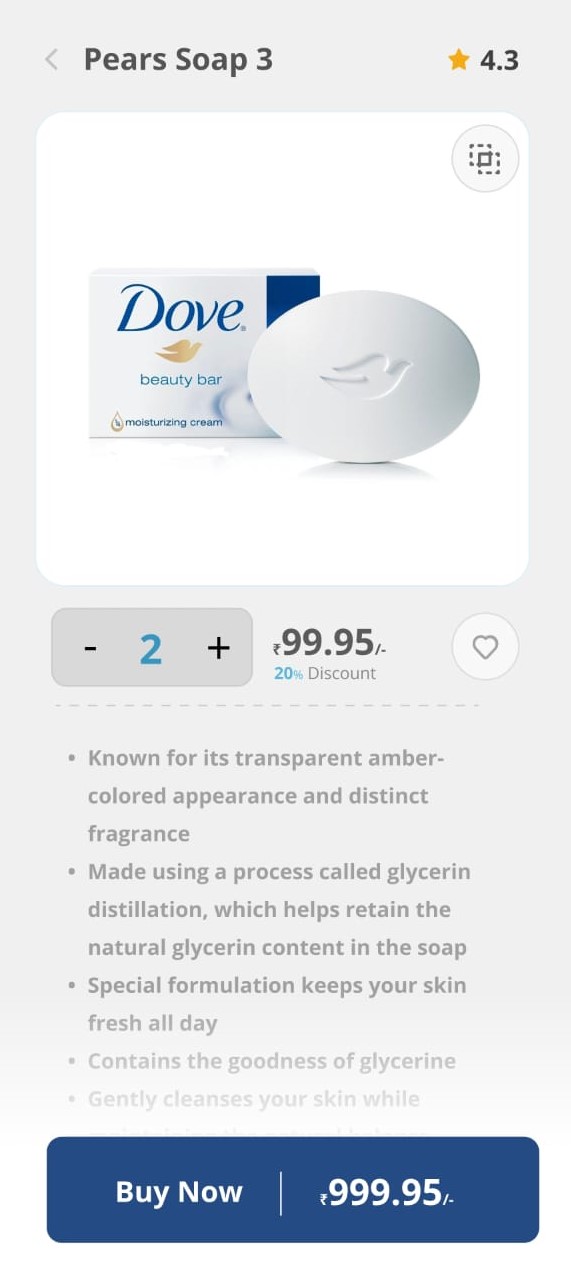 Pears Soap 3
4.3
Dove
beauty bar
moisturizing cream
- 2 +
₹99.95/-
20% Discount
• Known for its transparent amber-
colored appearance and distinct
fragrance
• Made using a process called glycerin
distillation, which helps retain the
natural glycerin content in the soap
• Special formulation keeps your skin
fresh all day
• Contains the goodness of glycerine
• Gently cleanses your skin while
Buy Now
₹999.95/-